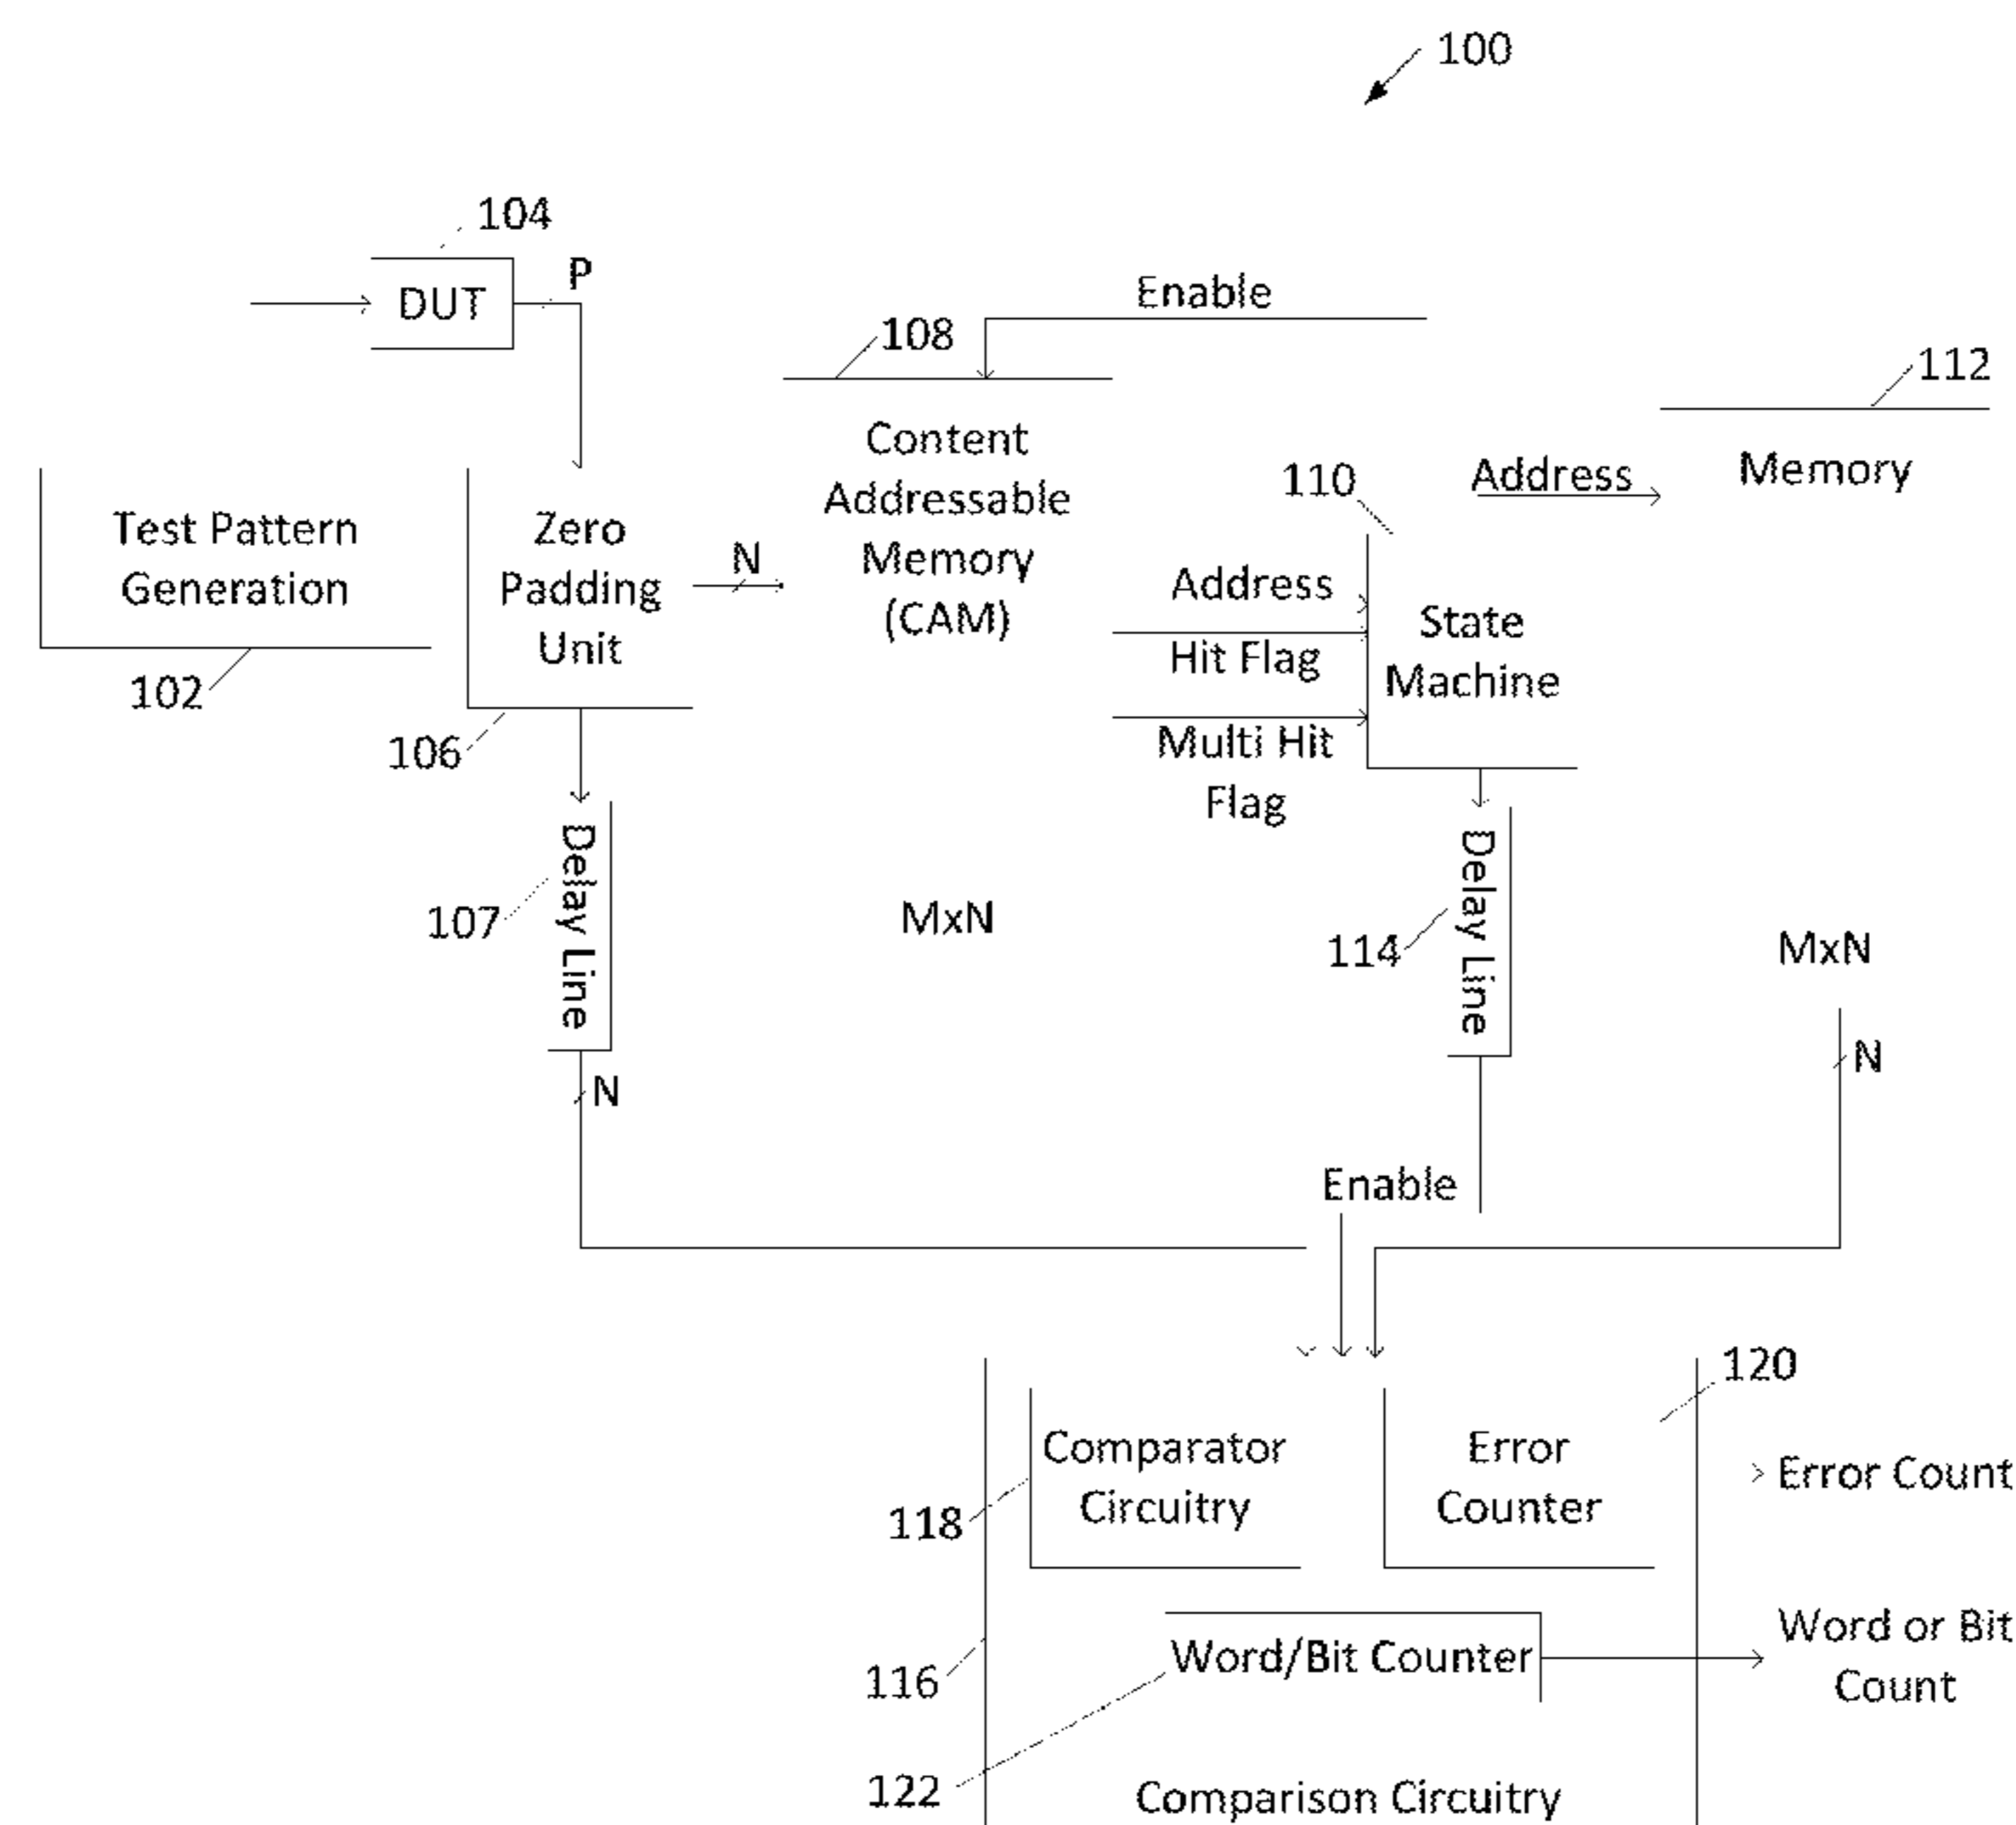 100
104
P
DUT
Enable
108
112
Content
Addressable
Memory
(CAM)
Memory
Address
110
Test Pattern
Generation
102
Zero
Padding
Unit
106
N
Address
Hit Flag
Multi Hit
Flag
State
Machine
Delay Line
107
MxN
Delay Line
114
MxN
N
N
Enable
120
Comparator
Circuitry
118
Error
Counter
Error Count
Word/Bit Counter
Word or Bit
Count
116
122
Comparison Circuitry